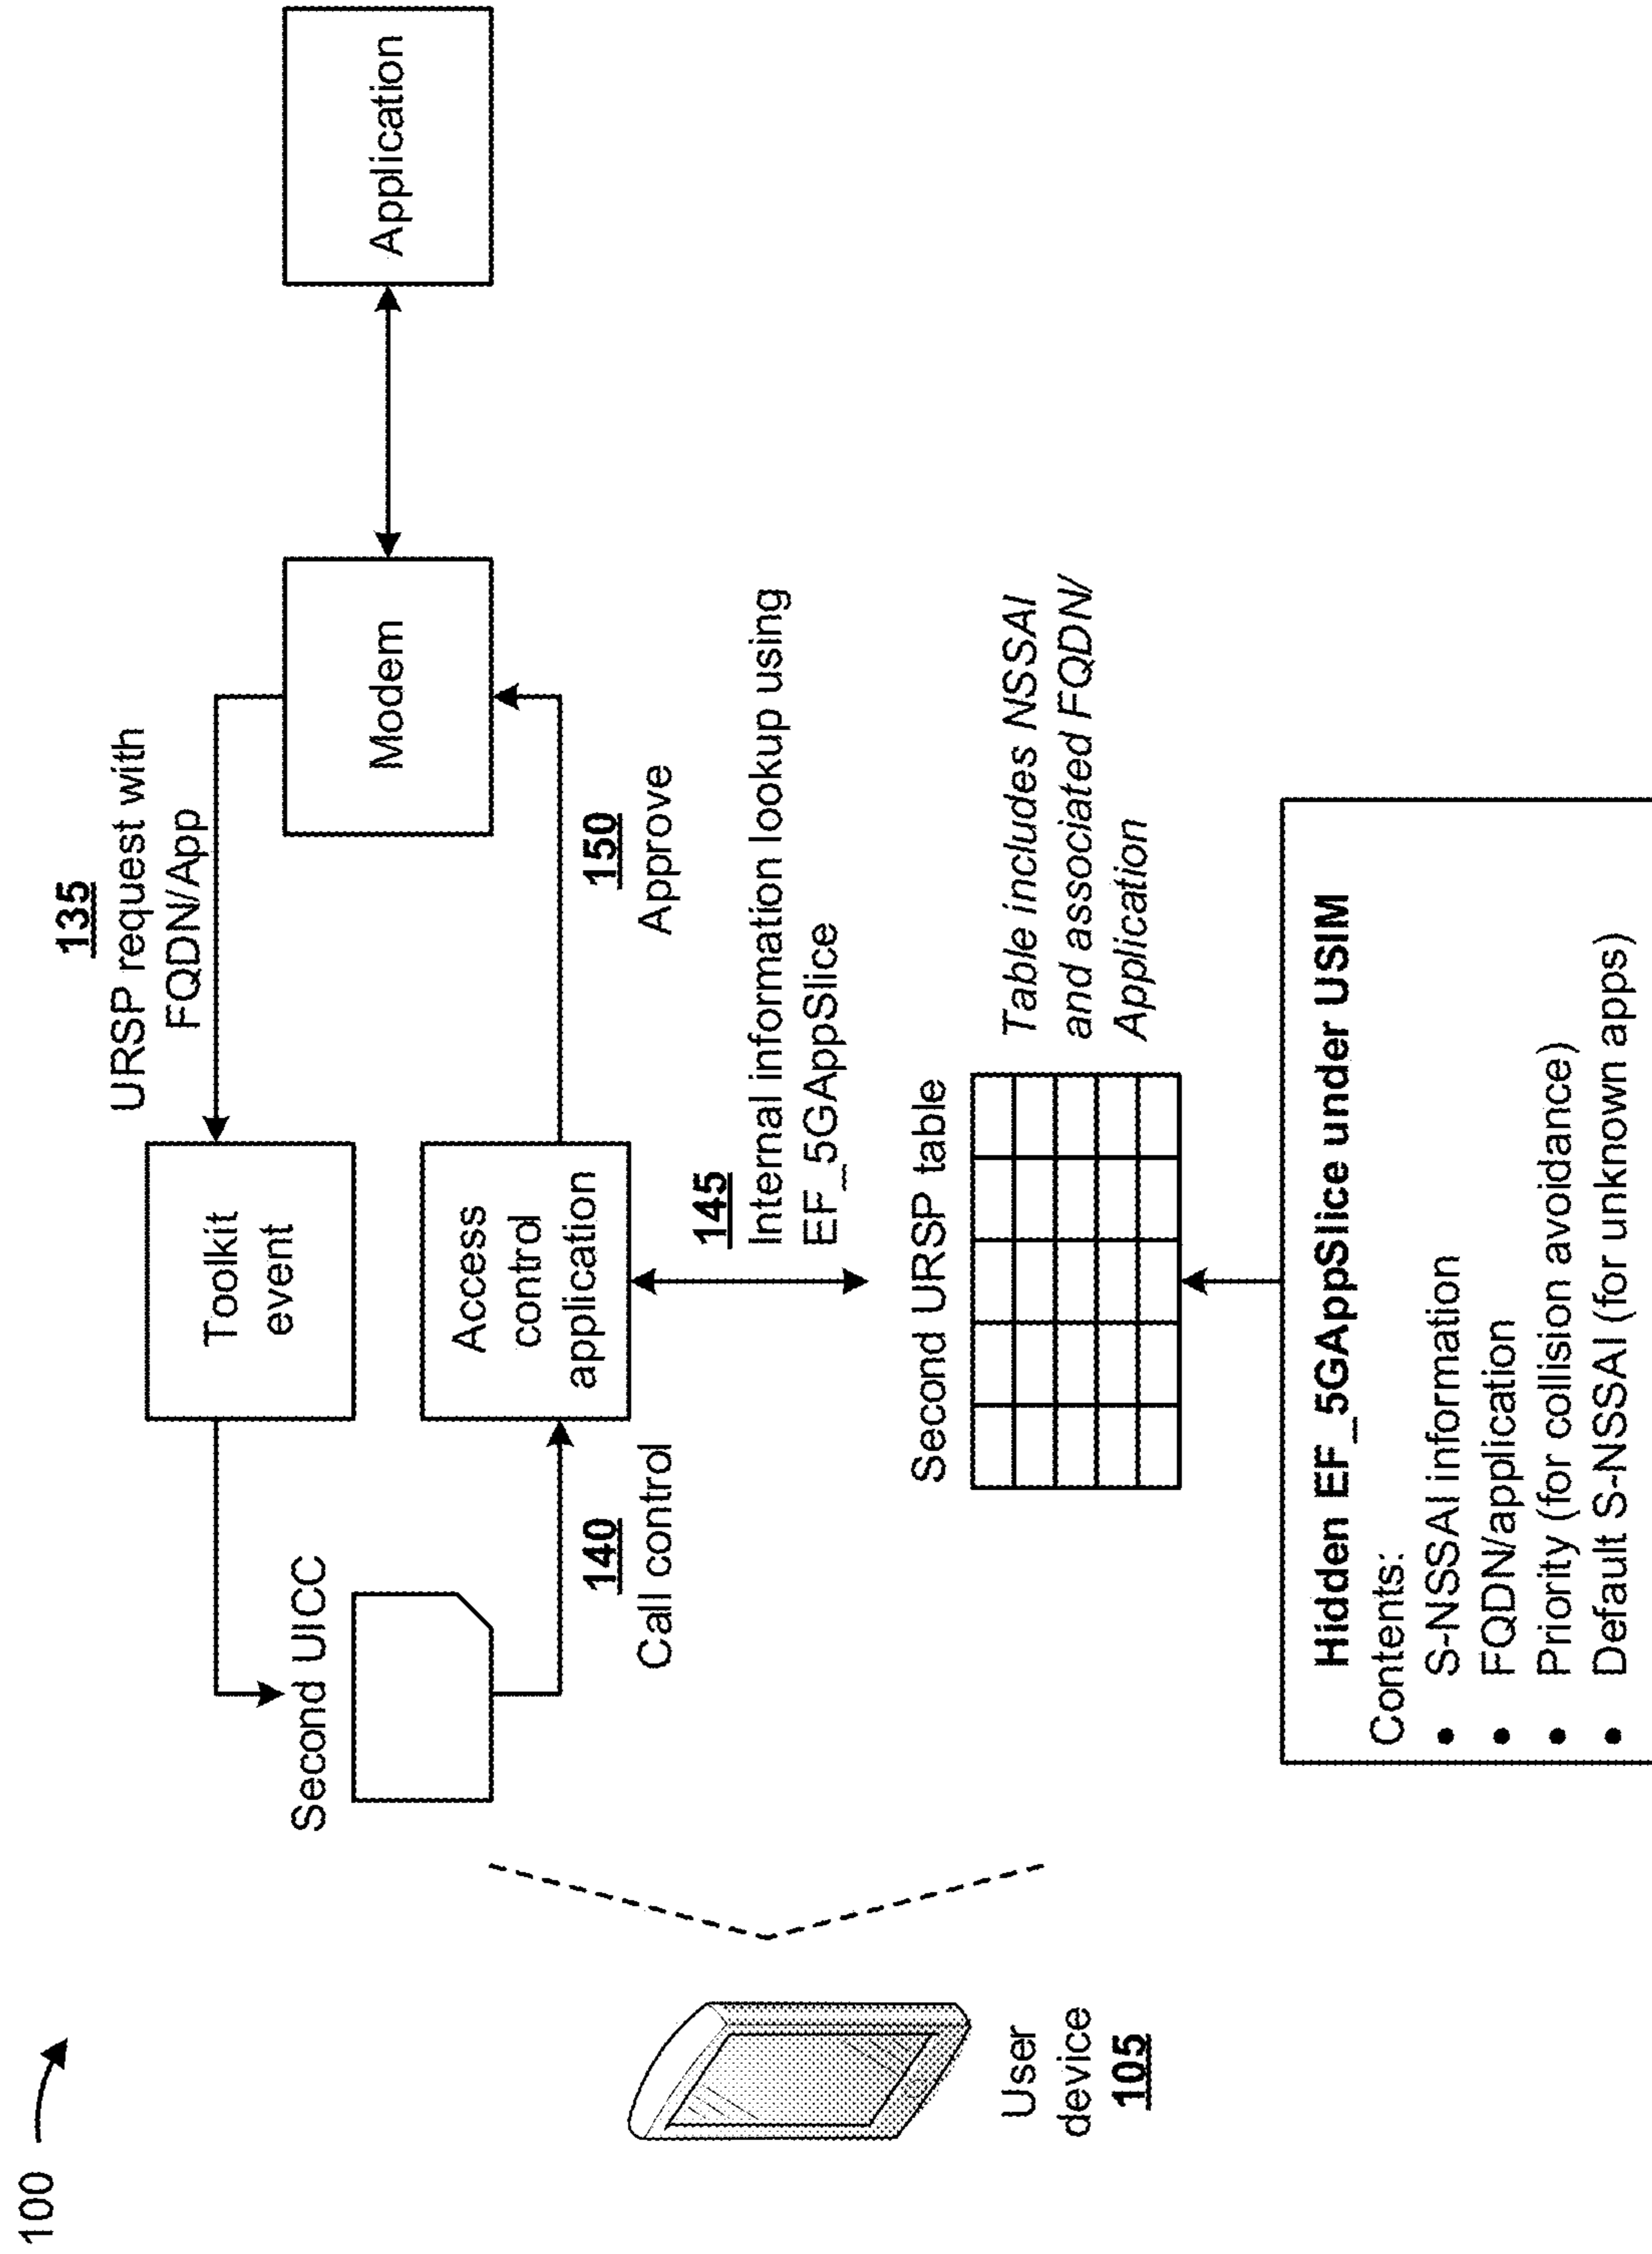 100
135
URSP request with
FQDN/App
Second UICC
Toolkit
event
Modem
Application
140
Call control
Access
control
application
150
Approve
145
Internal information lookup using
EF_5GAppSlice
User
device
105
Second URSP table
Table includes NSSAI
and associated FQDN/
Application
Hidden EF_5GAppSlice under USIM
Contents:
• S-NSSAI information
• FQDN/application
• Priority (for collision avoidance)
• Default S-NSSAI (for unknown apps)